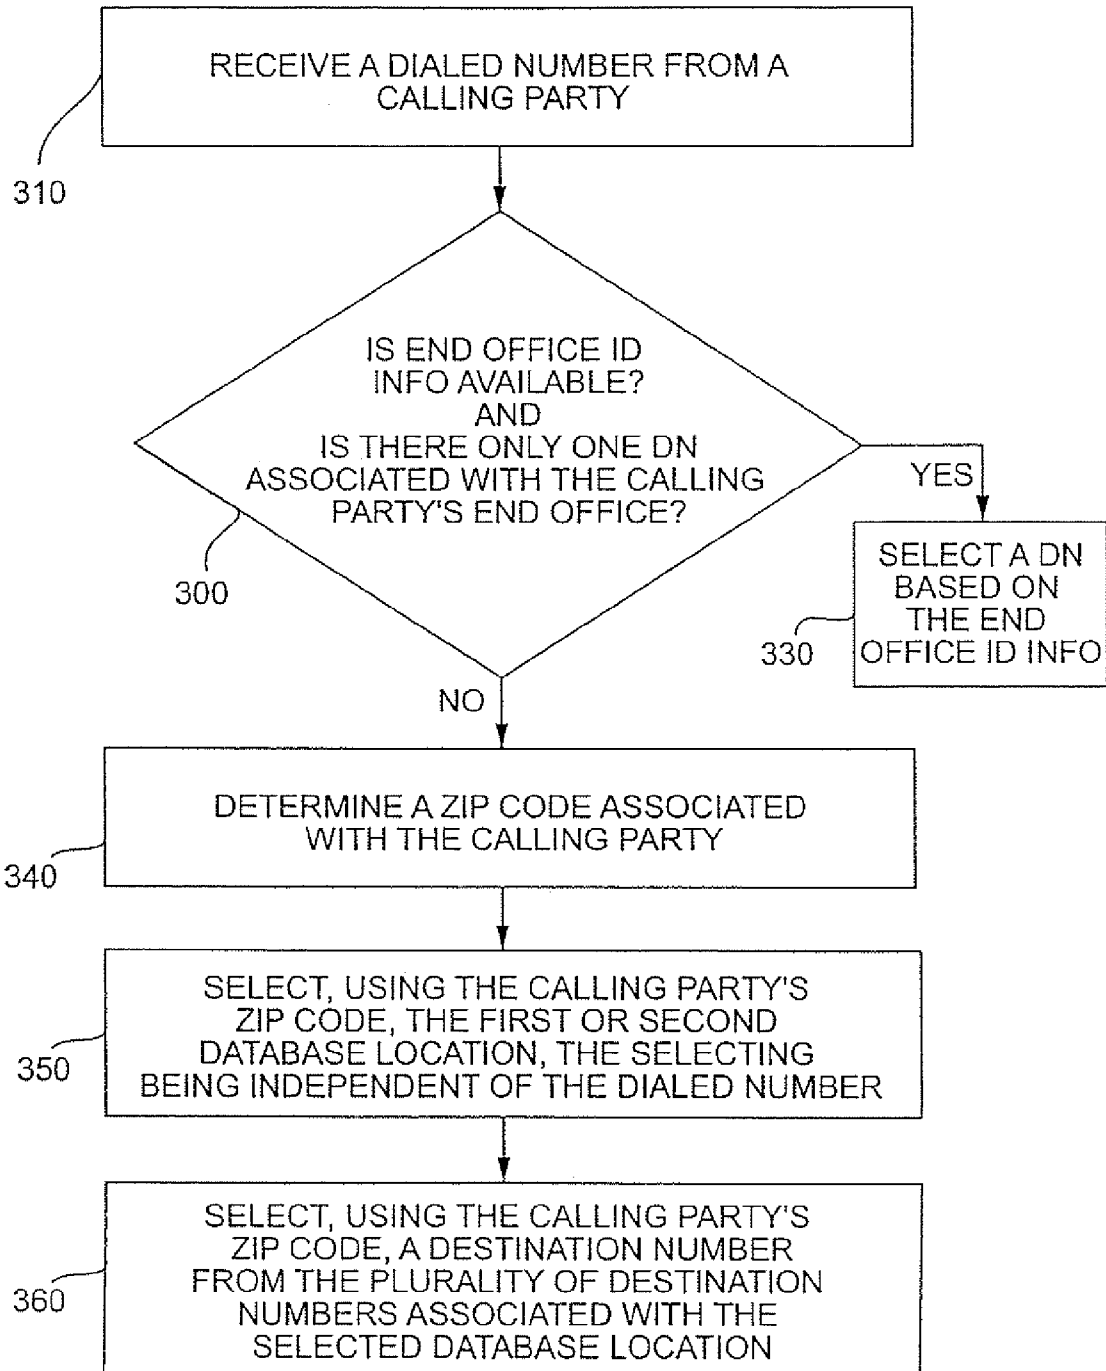 RECEIVE A DIALED NUMBER FROM A
CALLING PARTY
310
IS END OFFICE ID
INFO AVAILABLE?
AND
IS THERE ONLY ONE DN
ASSOCIATED WITH THE CALLING
PARTY'S END OFFICE?
300
YES
SELECT A DN
BASED ON
THE END
OFFICE ID INFO
330
NO
DETERMINE A ZIP CODE ASSOCIATED
WITH THE CALLING PARTY
340
SELECT, USING THE CALLING PARTY'S
ZIP CODE, THE FIRST OR SECOND
DATABASE LOCATION, THE SELECTING
BEING INDEPENDENT OF THE DIALED NUMBER
350
SELECT, USING THE CALLING PARTY'S
ZIP CODE, A DESTINATION NUMBER
FROM THE PLURALITY OF DESTINATION
NUMBERS ASSOCIATED WITH THE
SELECTED DATABASE LOCATION
360